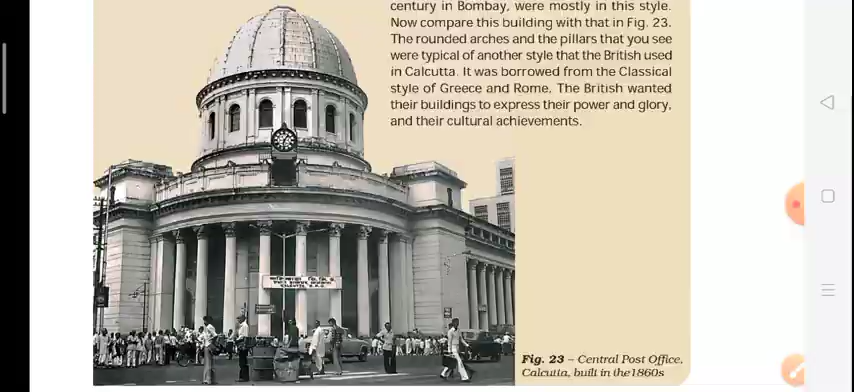 century in Bombay, were mostly in this style.
Now compare this building with that in Fig. 23.
The rounded arches and the pillars that you see
were typical of another style that the British used
in Calcutta. It was borrowed from the Classical
style of Greece and Rome. The British wanted
their buildings to express their power and glory,
and their cultural achievements.
Fig. 23 – Central Post Office,
Calcutta, built in the1860s